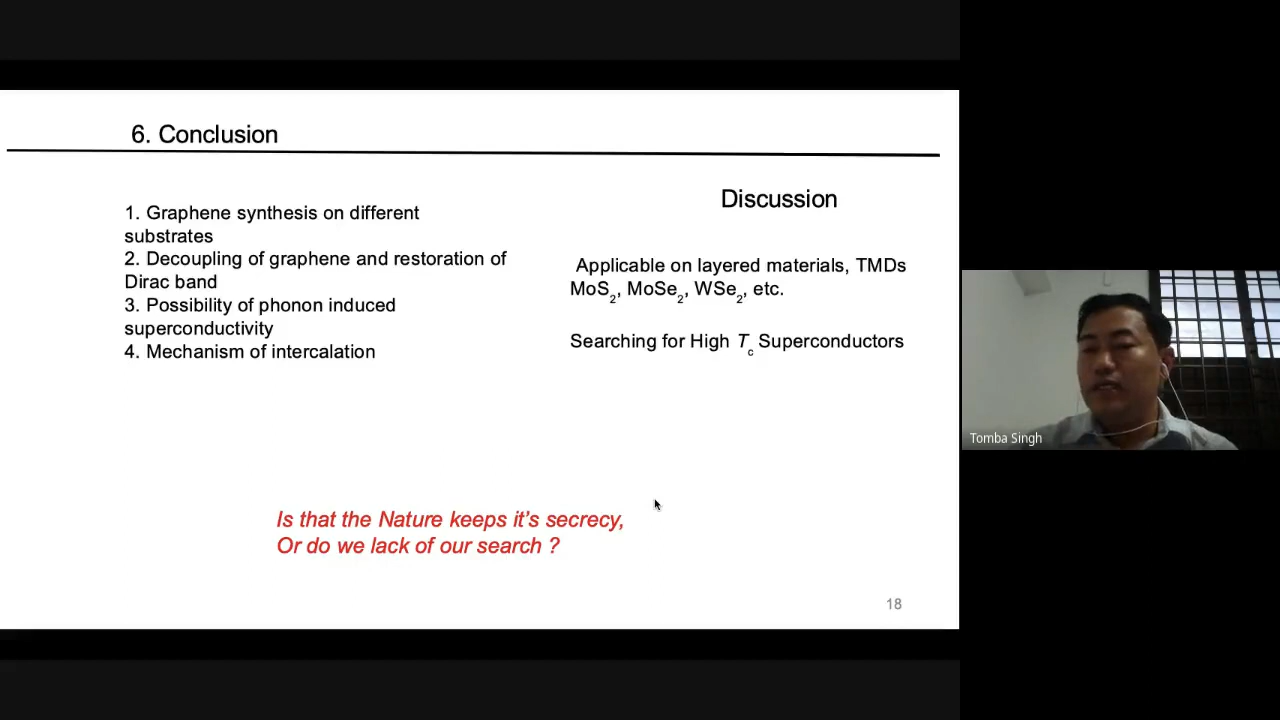 6. Conclusion
1. Graphene synthesis on different
substrates
2. Decoupling of graphene and restoration of
Dirac band
3. Possibility of phonon induced
superconductivity
4. Mechanism of intercalation
Discussion
Applicable on layered materials, TMDs
MoS2, MoSe2, WSe2, etc.
Searching for High Tc Superconductors
Is that the Nature keeps it's secrecy,
Or do we lack of our search ?
18
Tomba Singh